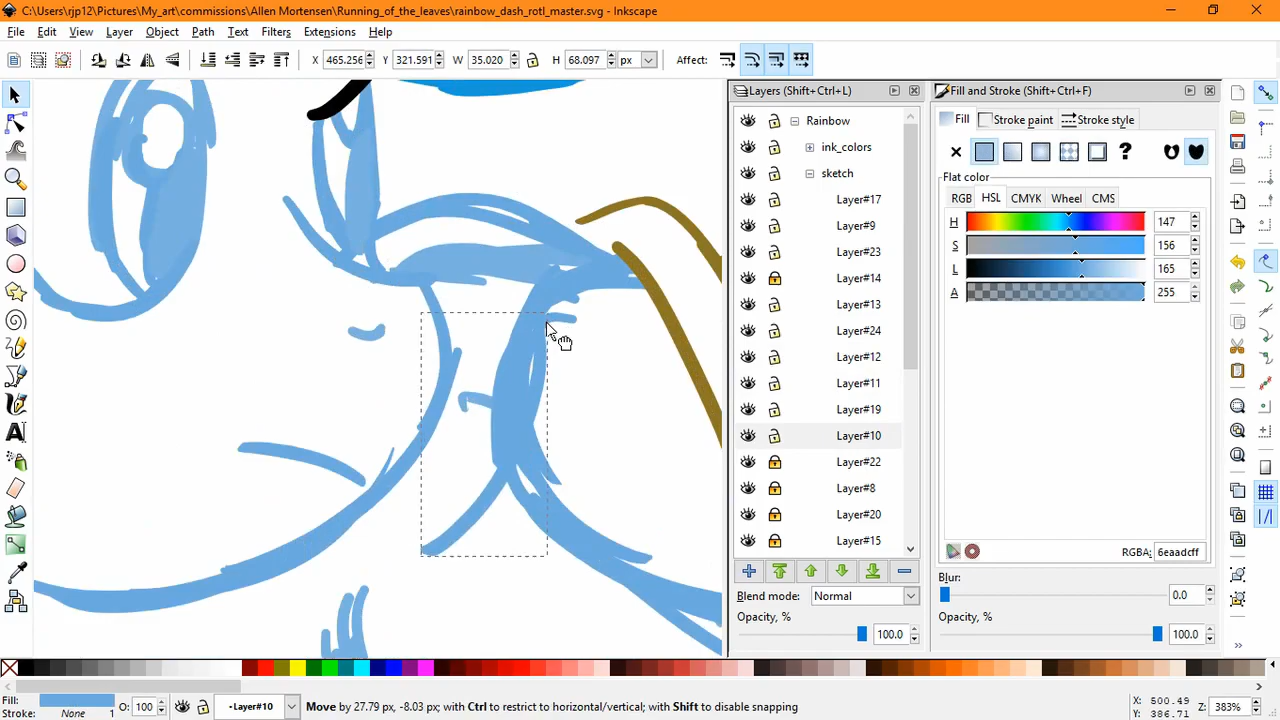 C:\Users\rjp12\Pictures\My_art\commissions\Allen Mortensen\Running_of_the_leaves\rainbow_dash_rotl_master.svg - Inkscape
File Edit View Layer Object Path Text Filters Extensions Help
X 465.256 Y 321.591 W 35.020 H 68.097 px Affect:
Layers (Shift+Ctrl+L)
Rainbow
ink_colors
sketch
Layer#17
Layer#9
Layer#23
Layer#14
Layer#13
Layer#24
Layer#12
Layer#11
Layer#19
Layer#10
Layer#22
Layer#8
Layer#20
Layer#15
Blend mode: Normal
Opacity, %
100.0
Fill and Stroke (Shift+Ctrl+F)
Fill Stroke paint Stroke style
Flat color
RGB HSL CMYK Wheel CMS
H 147
S 156
L 165
A 255
RGBA: 6eaadcff
Blur:
0.0
Opacity, %
100.0
Fill:
Stroke: None 1
O: 100
Layer#10
Move by 27.79 px, -8.03 px; with Ctrl to restrict to horizontal/vertical; with Shift to disable snapping
X: 500.49
Y: 386.71
Z: 383%